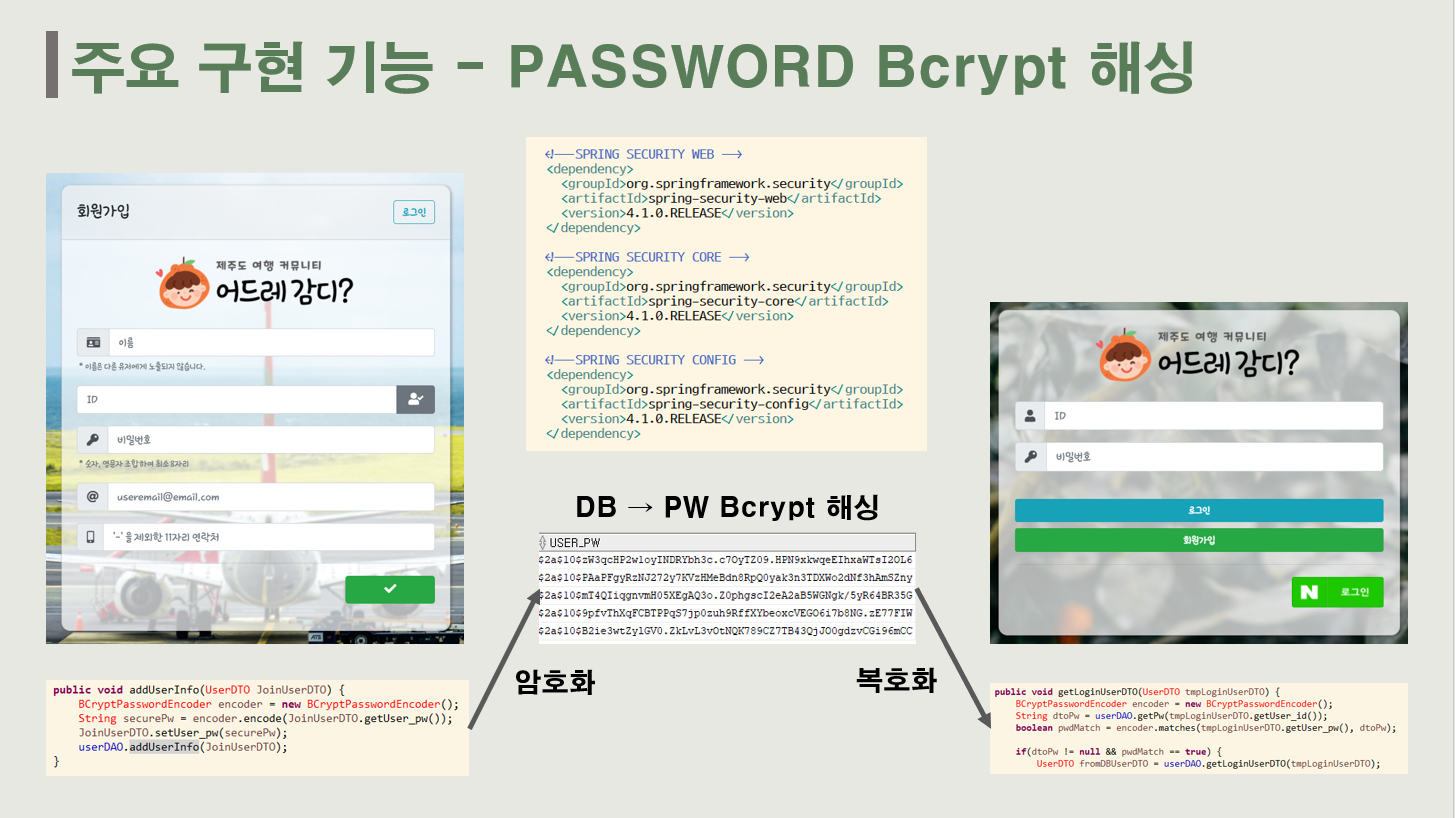 주요 구현 기능 - PASSWORD Bcrypt 해싱
회원가입
로그인
제주도 여행 커뮤니티
어드레 감디?
이름
* 이름은 다른 유저에게 노출되지 않습니다.
ID
비밀번호
* 숫자, 영문자 조합하여 최소 8자리
useremail@email.com
'-' 을 제외한 11자리 연락처
public void addUserInfo(UserDTO JoinUserDTO) {
BCryptPasswordEncoder encoder = new BCryptPasswordEncoder();
String securePw = encoder.encode(JoinUserDTO.getUser_pw());
JoinUserDTO.setUser_pw(securePw);
userDAO.addUserInfo(JoinUserDTO);
}
<!--SPRING SECURITY WEB -->
<dependency>
<groupId>org.springframework.security</groupId>
<artifactId>spring-security-web</artifactId>
<version>4.1.0.RELEASE</version>
</dependency>
<!--SPRING SECURITY CORE -->
<dependency>
<groupId>org.springframework.security</groupId>
<artifactId>spring-security-core</artifactId>
<version>4.1.0.RELEASE</version>
</dependency>
<!--SPRING SECURITY CONFIG -->
<dependency>
<groupId>org.springframework.security</groupId>
<artifactId>spring-security-config</artifactId>
<version>4.1.0.RELEASE</version>
</dependency>
DB → PW Bcrypt 해싱
USER_PW
$2a$10$zW3qcHP2wloyINDRYbh3c.c7OyTZ09.HPN9xkwqeEIhxaWTsI2OL6
$2a$10$PAaPFgyRzNJ272y7KVzHMeBdn8RpQ0yak3n3TDXWo2dNf3hAmSZny
$2a$10$mT4QIiqgnvmH05XEgAQ3o.Z0phgscI2eA2aB5WGNgk/5yR64BR35G
$2a$10$9pfvThXqFCBTPPqS7jp0zuh9RffXYbeoxcVEGO6i7b8NG.zE77FIW
$2a$10$B2ie3wtZylGV0.ZkLvL3vOtNQK789CZ7TB43QjJO0gdzvCGi96mCC
암호화
복호화
제주도 여행 커뮤니티
어드레 감디?
ID
비밀번호
로그인
회원가입
N 로그인
public void getLoginUserDTO(UserDTO tmpLoginUserDTO) {
BCryptPasswordEncoder encoder = new BCryptPasswordEncoder();
String dtoPw = userDAO.getPw(tmpLoginUserDTO.getUser_id());
boolean pwdMatch = encoder.matches(tmpLoginUserDTO.getUser_pw(), dtoPw);
if(dtoPw != null && pwdMatch == true) {
UserDTO fromDBUserDTO = userDAO.getLoginUserDTO(tmpLoginUserDTO);